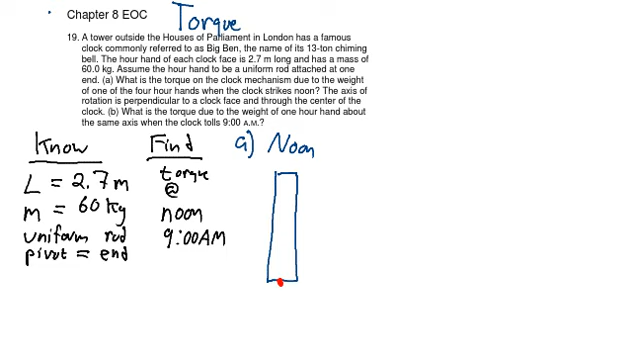 Chapter 8 EOC Torque
19. A tower outside the Houses of Parliament in London has a famous
clock commonly referred to as Big Ben, the name of its 13-ton chiming
bell. The hour hand of each clock face is 2.7 m long and has a mass of
60.0 kg. Assume the hour hand to be a uniform rod attached at one
end. (a) What is the torque on the clock mechanism due to the weight
of one of the four hour hands when the clock strikes noon? The axis of
rotation is perpendicular to a clock face and through the center of the
clock. (b) What is the torque due to the weight of one hour hand about
the same axis when the clock tolls 9:00 A.M.?
Know
L = 2.7 m
m = 60 kg
uniform rod
pivot = end
Find
torque
@
noon
9:00AM
a) Noon